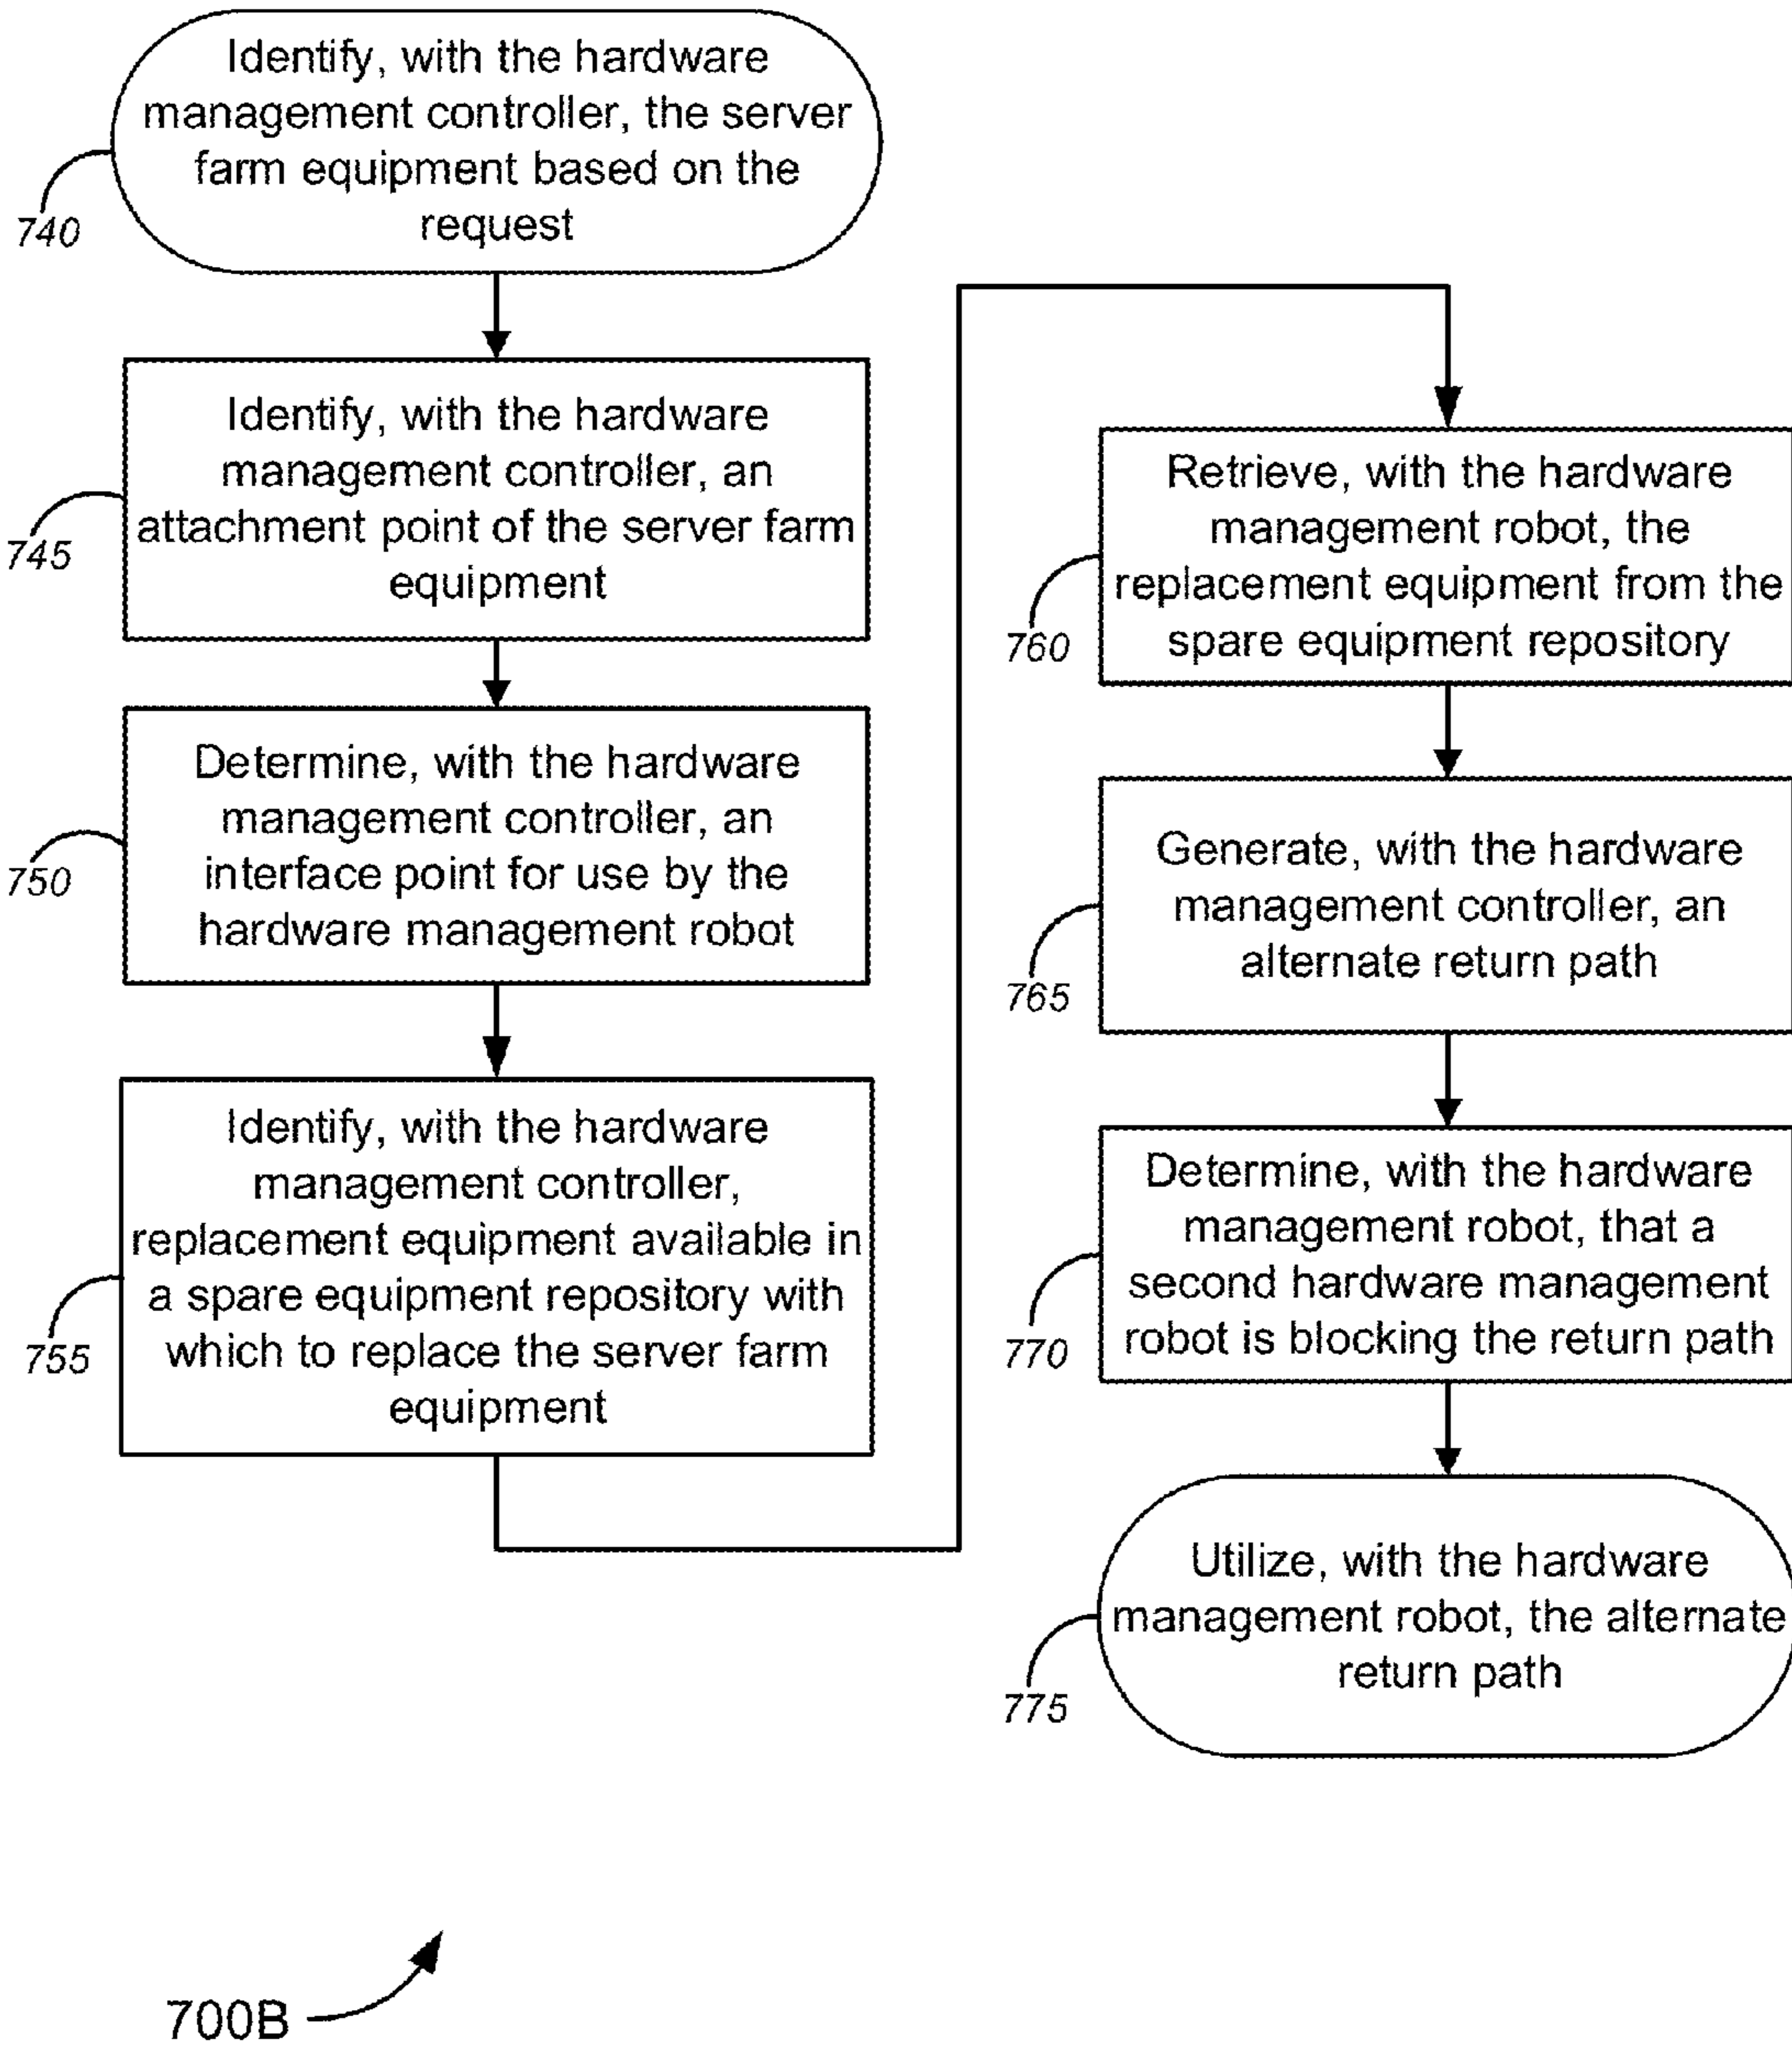 Identify, with the hardware
management controller, the server
farm equipment based on the
request
740
Identify, with the hardware
management controller, an
attachment point of the server farm
equipment
745
Determine, with the hardware
management controller, an
interface point for use by the
hardware management robot
750
Identify, with the hardware
management controller,
replacement equipment available in
a spare equipment repository with
which to replace the server farm
equipment
755
Retrieve, with the hardware
management robot, the
replacement equipment from the
spare equipment repository
760
Generate, with the hardware
management controller, an
alternate return path
765
Determine, with the hardware
management robot, that a
second hardware management
robot is blocking the return path
770
Utilize, with the hardware
management robot, the alternate
return path
775
700B